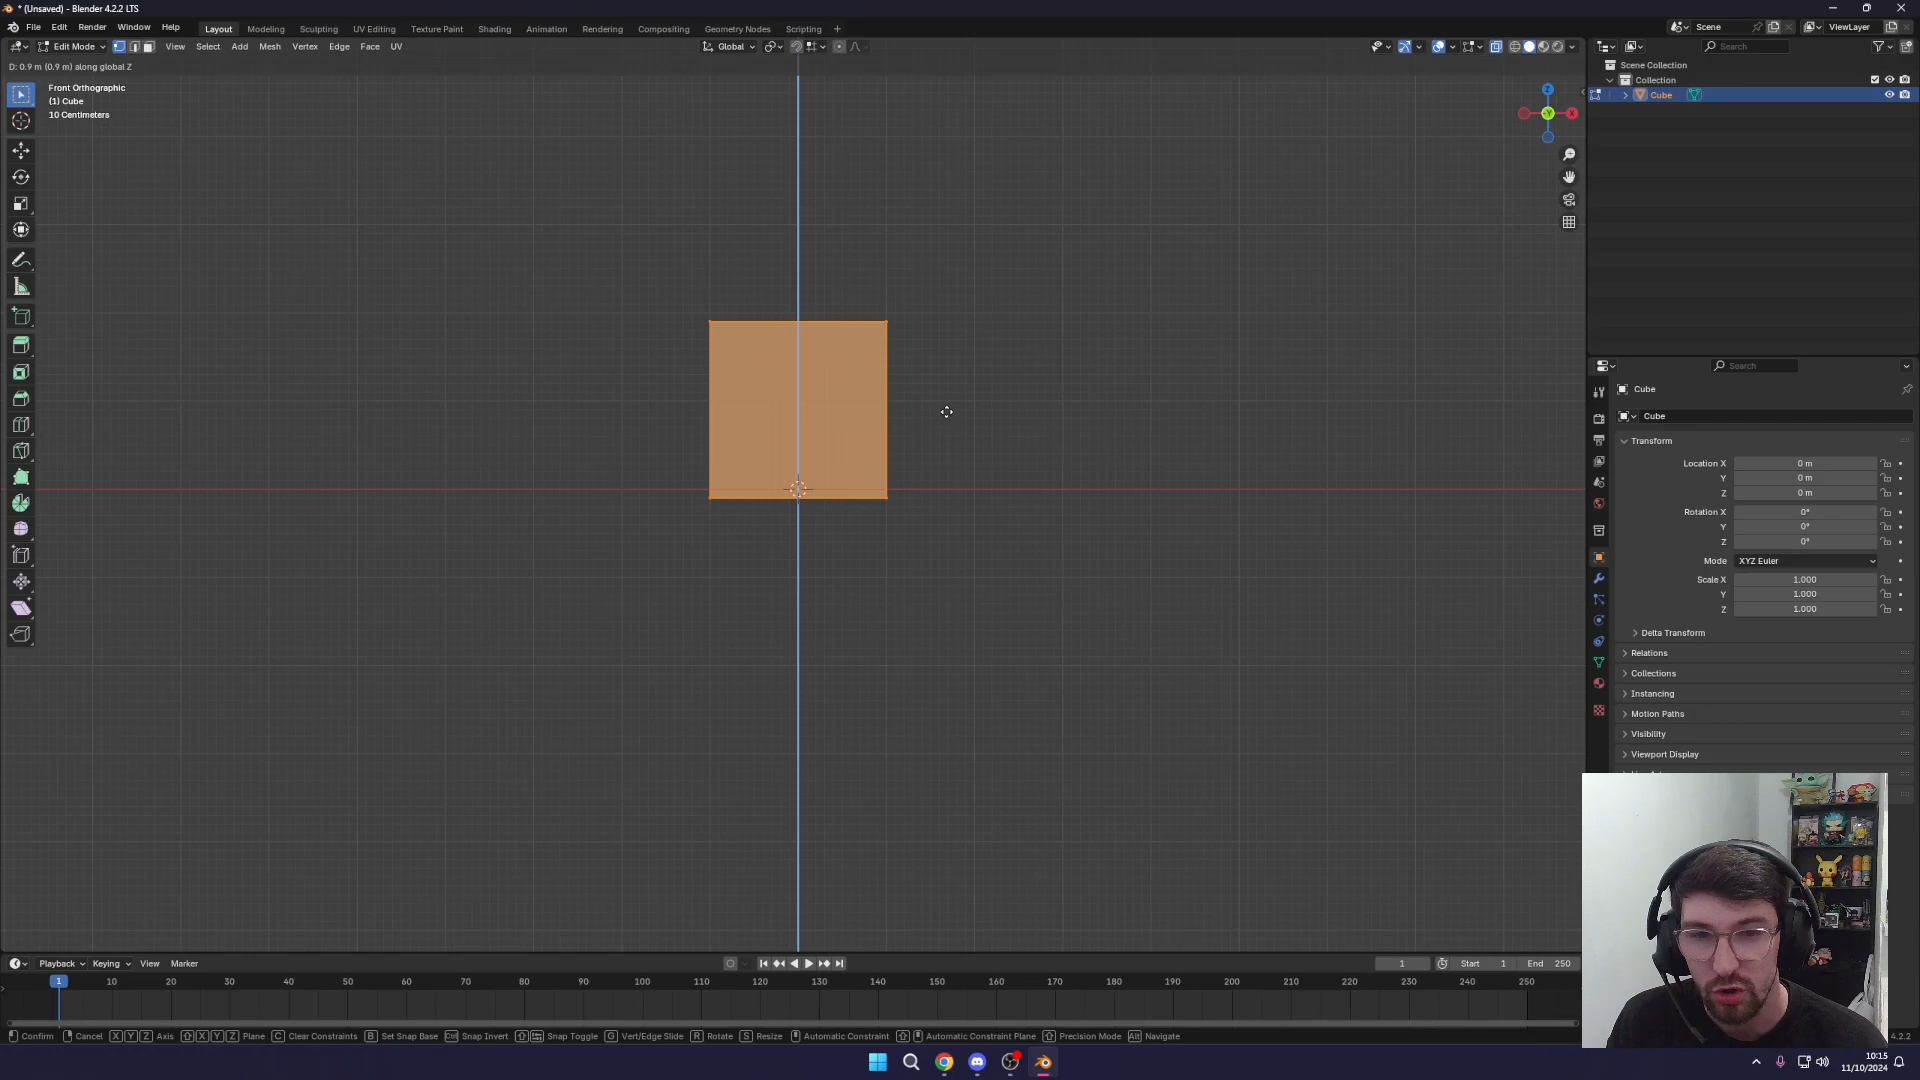 * (Unsaved) - Blender 4.2.2 LTS
File Edit Render Window Help Layout Modeling Sculpting UV Editing Texture Paint Shading Animation Rendering Compositing Geometry Nodes Scripting + Scene ViewLayer
Edit Mode View Select Add Mesh Vertex Edge Face UV Global Search
D: 0.9 m (0.9 m) along global Z
Front Orthographic
(1) Cube
10 Centimeters
Z
Y
X
Scene Collection
Collection
Cube
Search
Cube
Cube
Transform
Location X 0 m
Y 0 m
Z 0 m
Rotation X 0°
Y 0°
Z 0°
Mode XYZ Euler
Scale X 1.000
Y 1.000
Z 1.000
Delta Transform
Relations
Collections
Instancing
Motion Paths
Visibility
Viewport Display
Playback Keying View Marker 1 Start 1 End 250
1 10 20 30 40 50 60 70 80 90 100 110 120 130 140 150 160 170 180 190 200 210 220 230 240 250
Confirm Cancel X Y Z Axis X Y Z Plane C Clear Constraints B Set Snap Base Ctrl Snap Invert Snap Toggle G Vert/Edge Slide R Rotate S Resize Automatic Constraint Automatic Constraint Plane Precision Mode Alt Navigate 4.2.2
10:15
11/10/2024